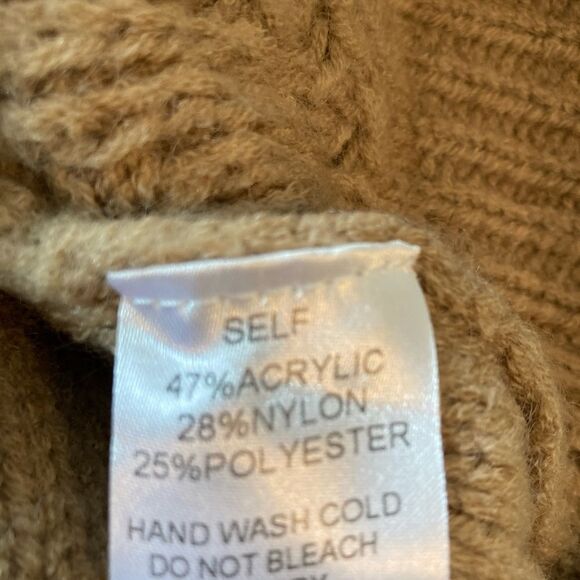 SELF
47%ACRYLIC
28%NYLON
25%POLYESTER
HAND WASH COLD
DO NOT BLEACH